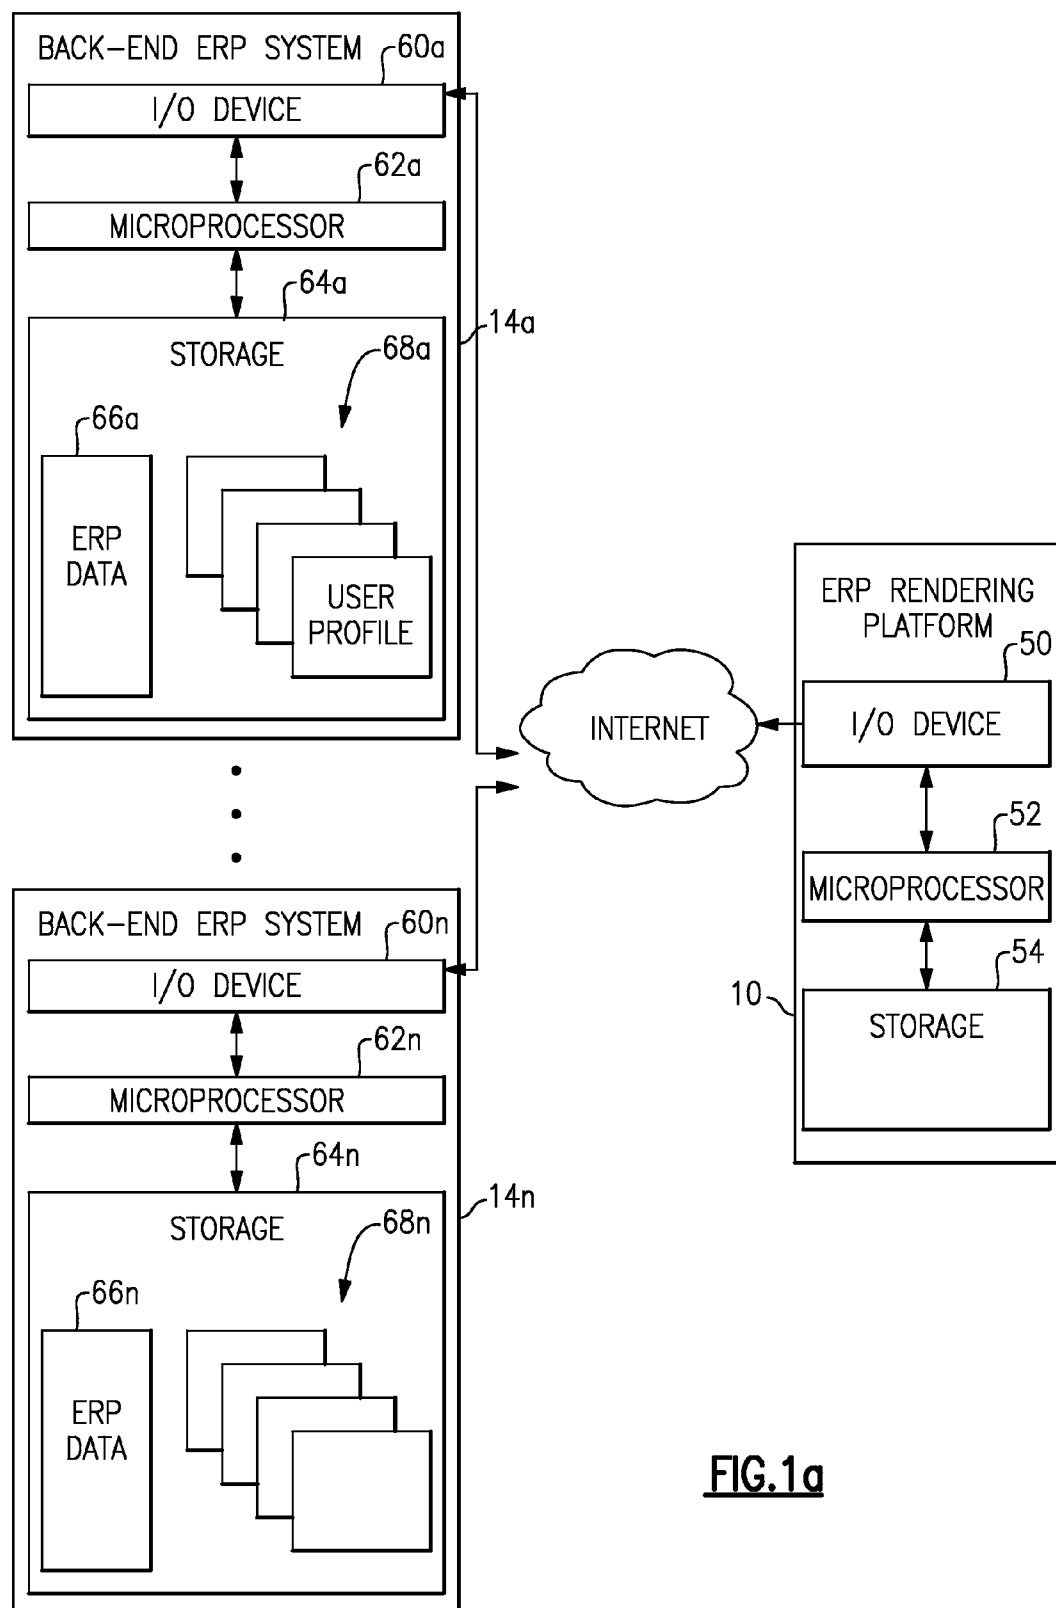 BACK-END ERP SYSTEM
60a
I/O DEVICE
62a
MICROPROCESSOR
64a
14a
STORAGE
68a
66a
ERP
DATA
USER
PROFILE
INTERNET
ERP RENDERING
PLATFORM
50
I/O DEVICE
52
MICROPROCESSOR
54
10
STORAGE
BACK-END ERP SYSTEM
60n
I/O DEVICE
62n
MICROPROCESSOR
64n
14n
STORAGE
68n
66n
ERP
DATA
FIG.1a